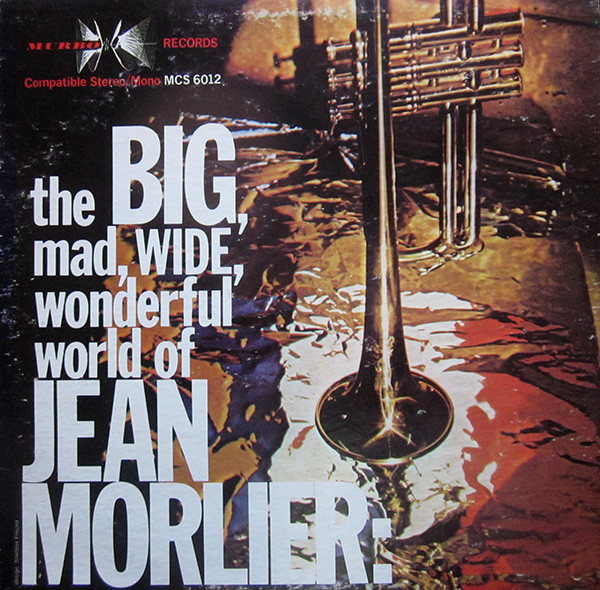 MURBO RECORDS
Compatible Stereo/Mono MCS 6012
the BIG,
mad, WIDE,
wonderful
world of
JEAN
MORLIER: